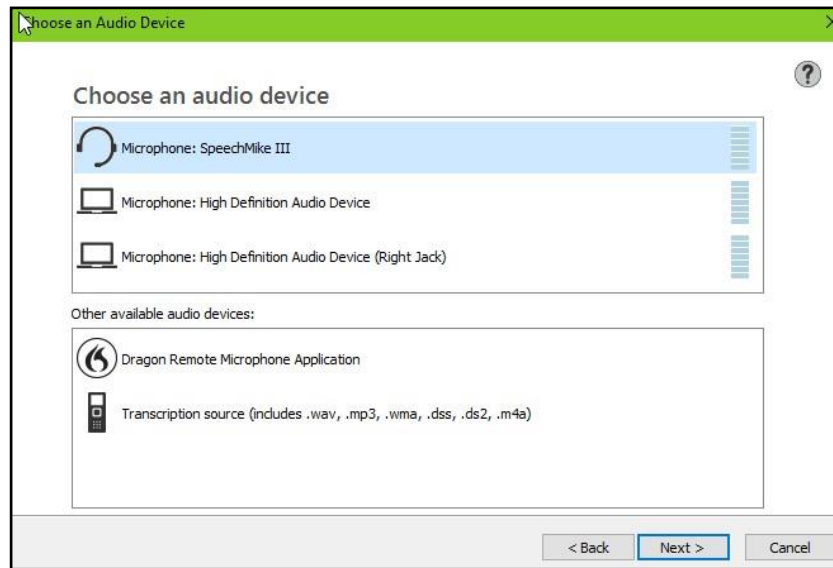 Choose an Audio Device
?
Choose an audio device
Microphone: SpeechMike III
Microphone: High Definition Audio Device
Microphone: High Definition Audio Device (Right Jack)
Other available audio devices:
Dragon Remote Microphone Application
Transcription source (includes .wav, .mp3, .wma, .dss, .ds2, .m4a)
< Back Next > Cancel